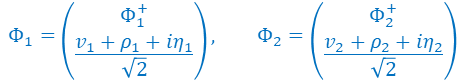 Φ₁ = ( Φ₁⁺ / (v₁ + ρ₁ + iη₁)/√2 ), Φ₂ = ( Φ₂⁺ / (v₂ + ρ₂ + iη₂)/√2 )